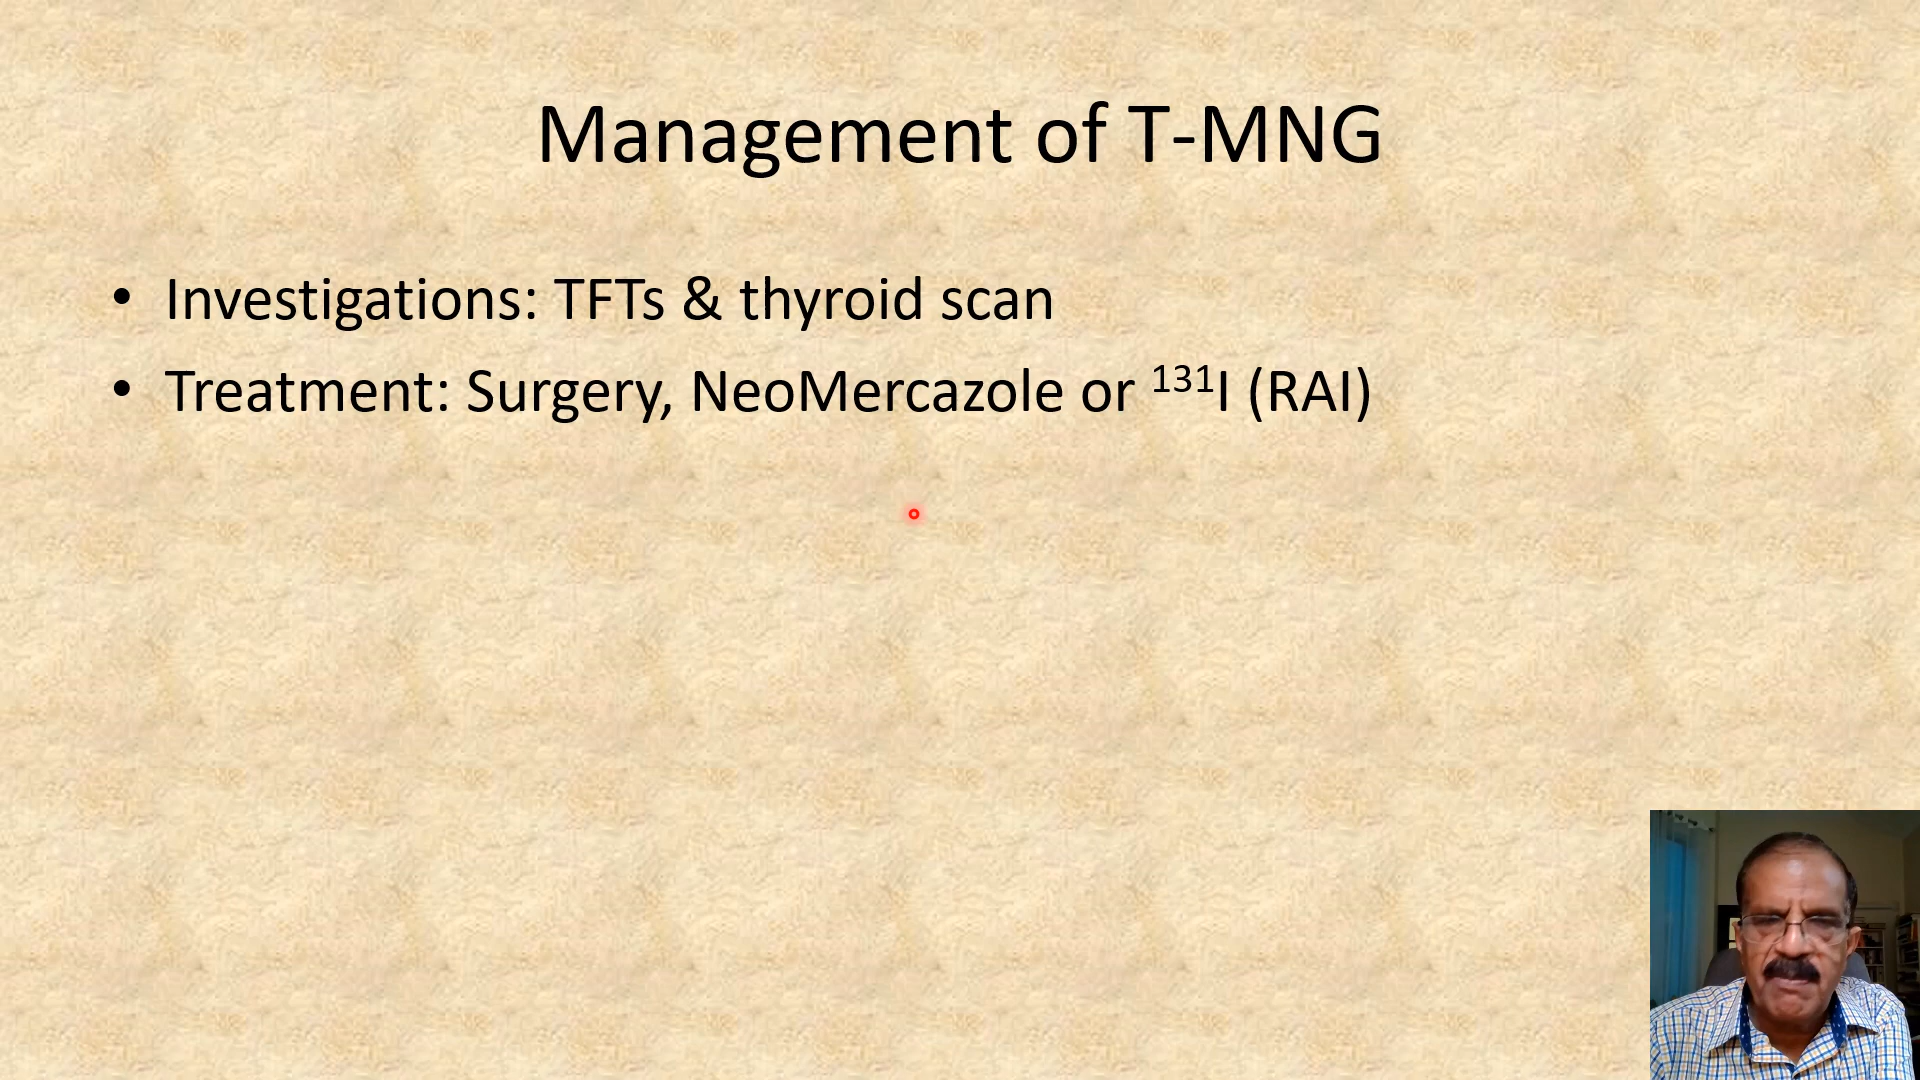 Management of T-MNG
• Investigations: TFTs & thyroid scan
• Treatment: Surgery, NeoMercazole or ¹³¹I (RAI)